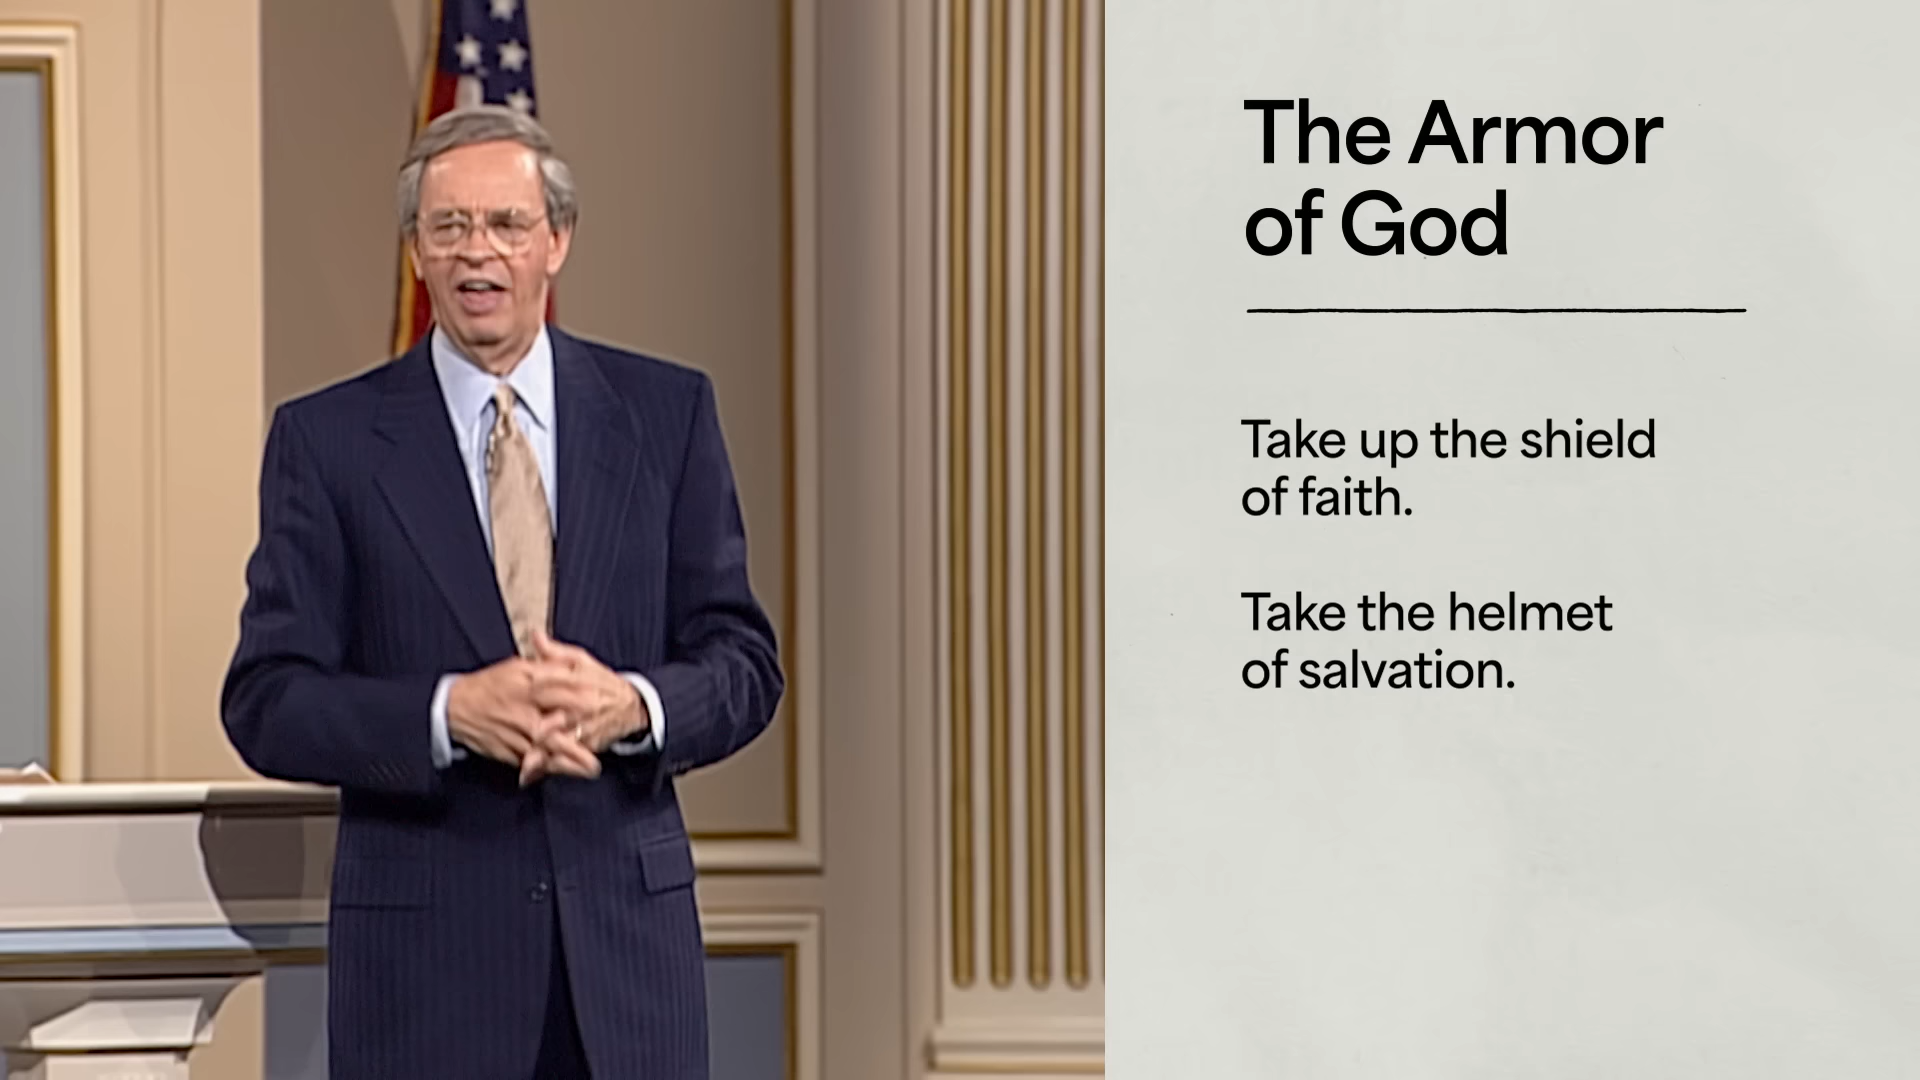 The Armor
of God
Take up the shield
of faith.
Take the helmet
of salvation.